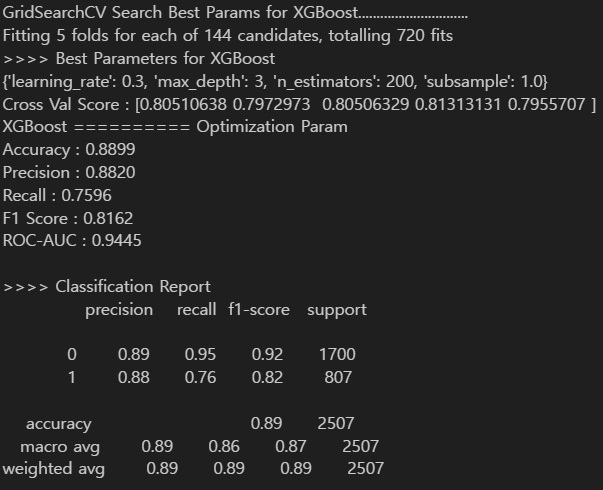 GridSearchCV Search Best Params for XGBoost............................
Fitting 5 folds for each of 144 candidates, totalling 720 fits
>>>> Best Parameters for XGBoost
{'learning_rate': 0.3, 'max_depth': 3, 'n_estimators': 200, 'subsample': 1.0}
Cross Val Score : [0.80510638 0.7972973  0.80506329 0.81313131 0.7955707 ]
XGBoost ========== Optimization Param
Accuracy : 0.8899
Precision : 0.8820
Recall : 0.7596
F1 Score : 0.8162
ROC-AUC : 0.9445
>>>> Classification Report
precision recall f1-score support
0 0.89 0.95 0.92 1700
1 0.88 0.76 0.82 807
accuracy 0.89 2507
macro avg 0.89 0.86 0.87 2507
weighted avg 0.89 0.89 0.89 2507